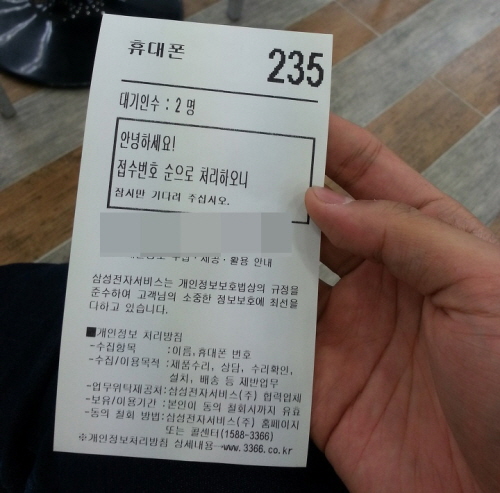 휴대폰
235
대기인수 : 2 명
안녕하세요!
접수번호 순으로 처리하오니
잠시만 기다려 주십시오.
수집·제공·활용 안내
삼성전자서비스는 개인정보보호법상의 규정을
준수하여 고객님의 소중한 정보보호에 최선을
다하고 있습니다.
■개인정보 처리방침
-수집항목 :이름,휴대폰 번호
-수집/이용목적 :제품수리, 상담, 수리확인,
설치, 배송 등 제반업무
-업무위탁제공처:삼성전자서비스(주) 협력업체
-보유/이용기간 :본인이 동의 철회시까지 유효
-동의 철회 방법:삼성전자서비스(주) 홈페이지
또는 콜센터(1588-3366)
※개인정보처리방침 상세내용→www.3366.co.kr